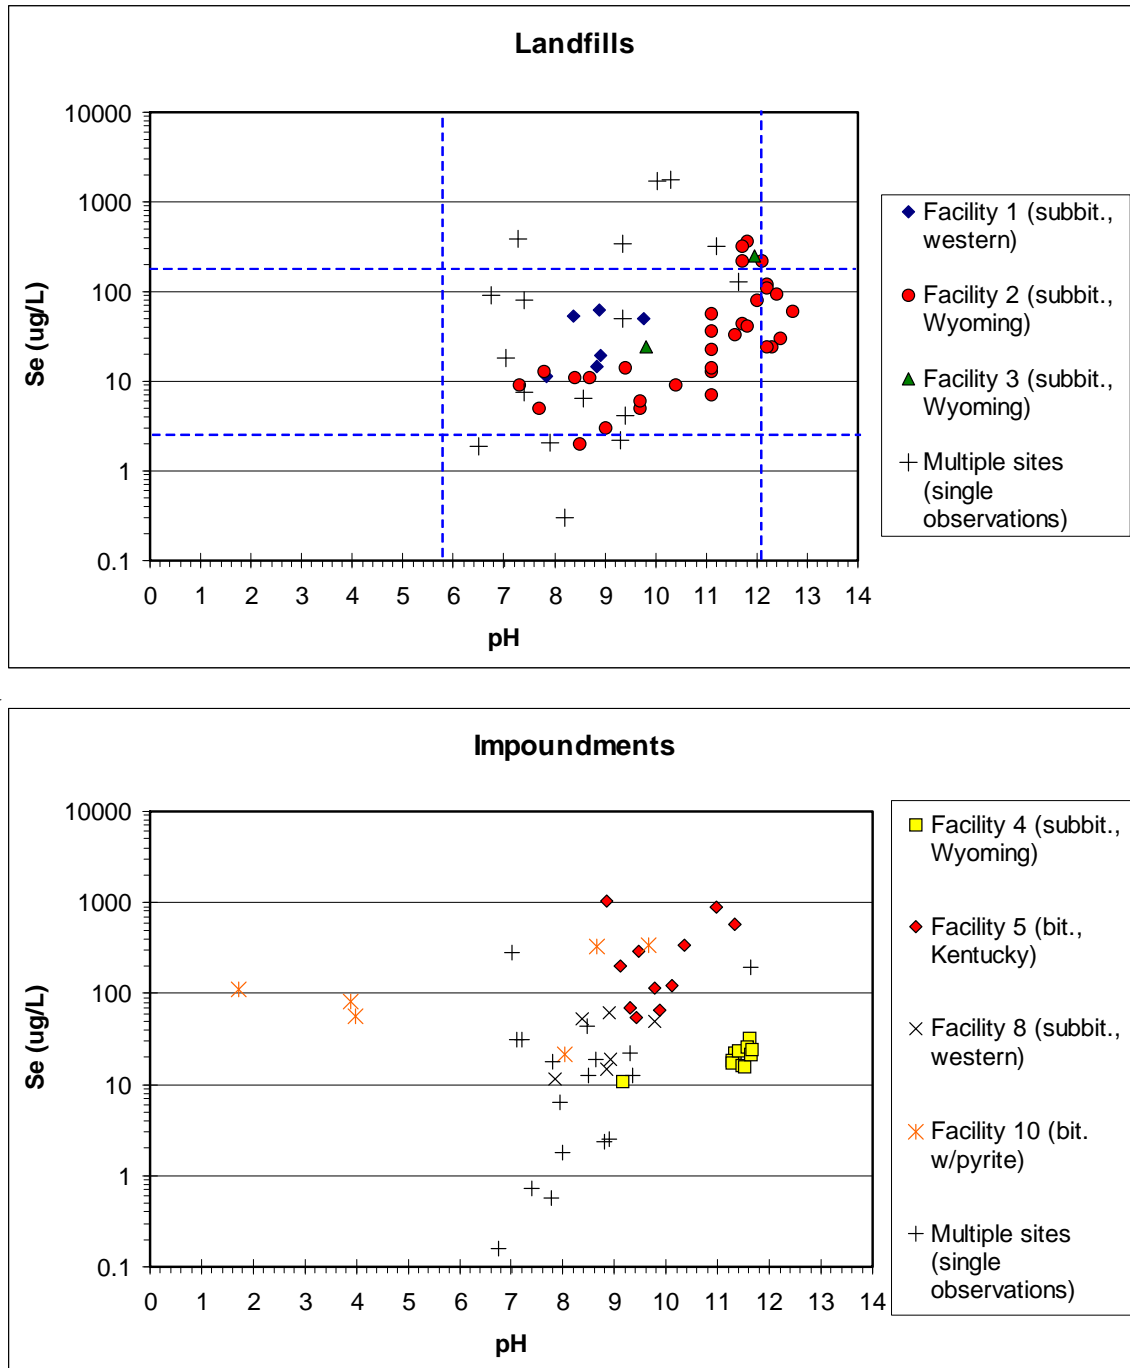 Landfills
10000
1000
100
10
1
0.1
Se (ug/L)
0 1 2 3 4 5 6 7 8 9 10 11 12 13 14
pH
Facility 1 (subbit.,
western)
Facility 2 (subbit.,
Wyoming)
Facility 3 (subbit.,
Wyoming)
Multiple sites
(single
observations)
Impoundments
10000
1000
100
10
1
0.1
Se (ug/L)
0 1 2 3 4 5 6 7 8 9 10 11 12 13 14
pH
Facility 4 (subbit.,
Wyoming)
Facility 5 (bit.,
Kentucky)
Facility 8 (subbit.,
western)
Facility 10 (bit.
w/pyrite)
Multiple sites
(single
observations)